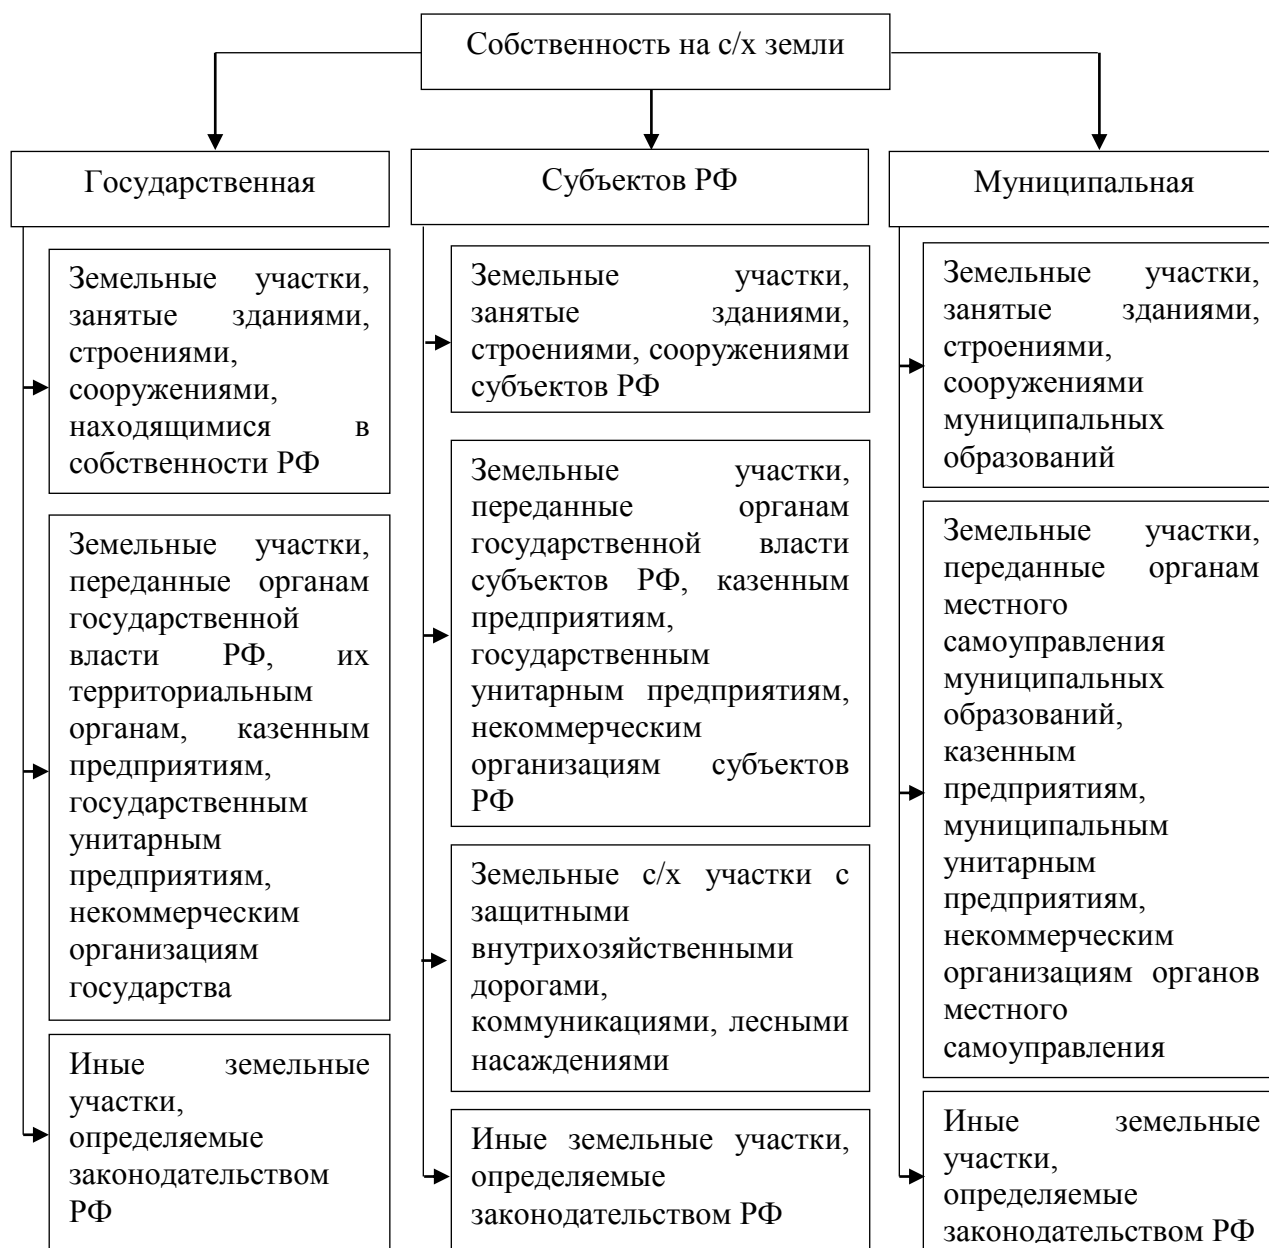 Собственность на с/х земли
Государственная
Земельные участки,
занятые зданиями,
строениями,
сооружениями,
находящимися в
собственности РФ
Земельные участки,
переданные органам
государственной
власти РФ, их
территориальным
органам, казенным
предприятиям,
государственным
унитарным
предприятиям,
некоммерческим
организациям
государства
Иные земельные
участки,
определяемые
законодательством
РФ
Субъектов РФ
Земельные участки,
занятые зданиями,
строениями, сооружениями
субъектов РФ
Земельные участки,
переданные органам
государственной власти
субъектов РФ, казенным
предприятиям,
государственным
унитарным предприятиям,
некоммерческим
организациям субъектов
РФ
Земельные с/х участки с
защитными
внутрихозяйственными
дорогами,
коммуникациями, лесными
насаждениями
Иные земельные участки,
определяемые
законодательством РФ
Муниципальная
Земельные участки,
занятые зданиями,
строениями,
сооружениями
муниципальных
образований
Земельные участки,
переданные органам
местного
самоуправления
муниципальных
образований,
казенным
предприятиям,
муниципальным
унитарным
предприятиям,
некоммерческим
организациям органов
местного
самоуправления
Иные земельные
участки,
определяемые
законодательством РФ